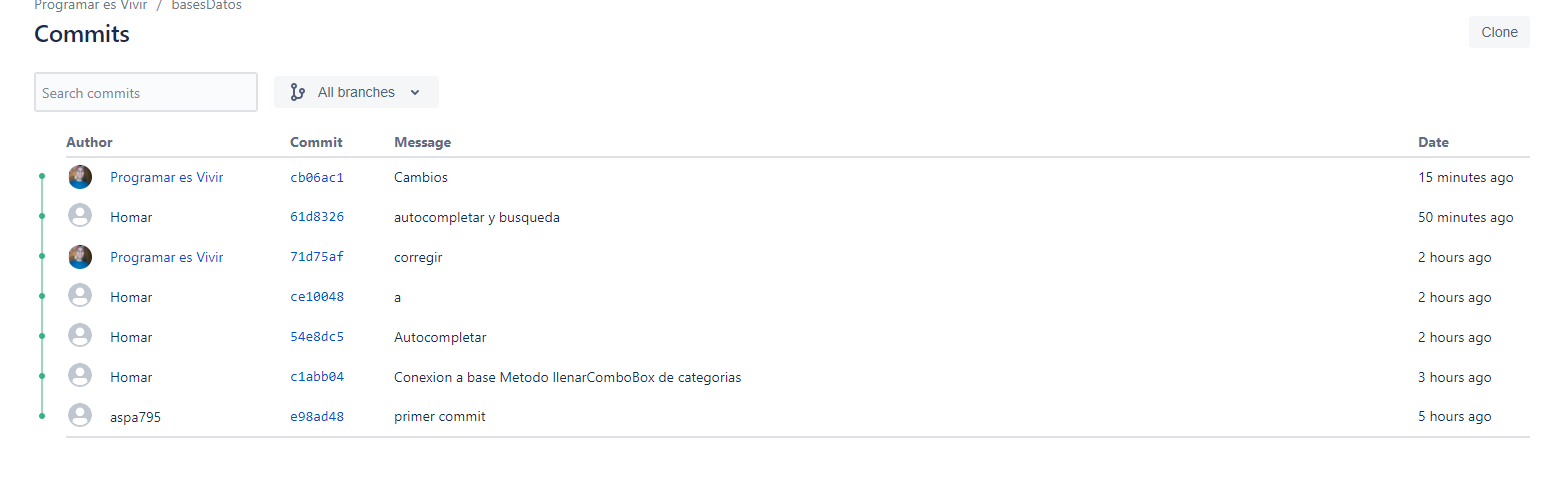 Programar es Vivir / basesDatos
Commits
Clone
Search commits
All branches
Author Commit Message Date
Programar es Vivir cb06ac1 Cambios 15 minutes ago
Homar 61d8326 autocompletar y busqueda 50 minutes ago
Programar es Vivir 71d75af corregir 2 hours ago
Homar ce10048 a 2 hours ago
Homar 54e8dc5 Autocompletar 2 hours ago
Homar c1abb04 Conexion a base Metodo llenarComboBox de categorias 3 hours ago
aspa795 e98ad48 primer commit 5 hours ago